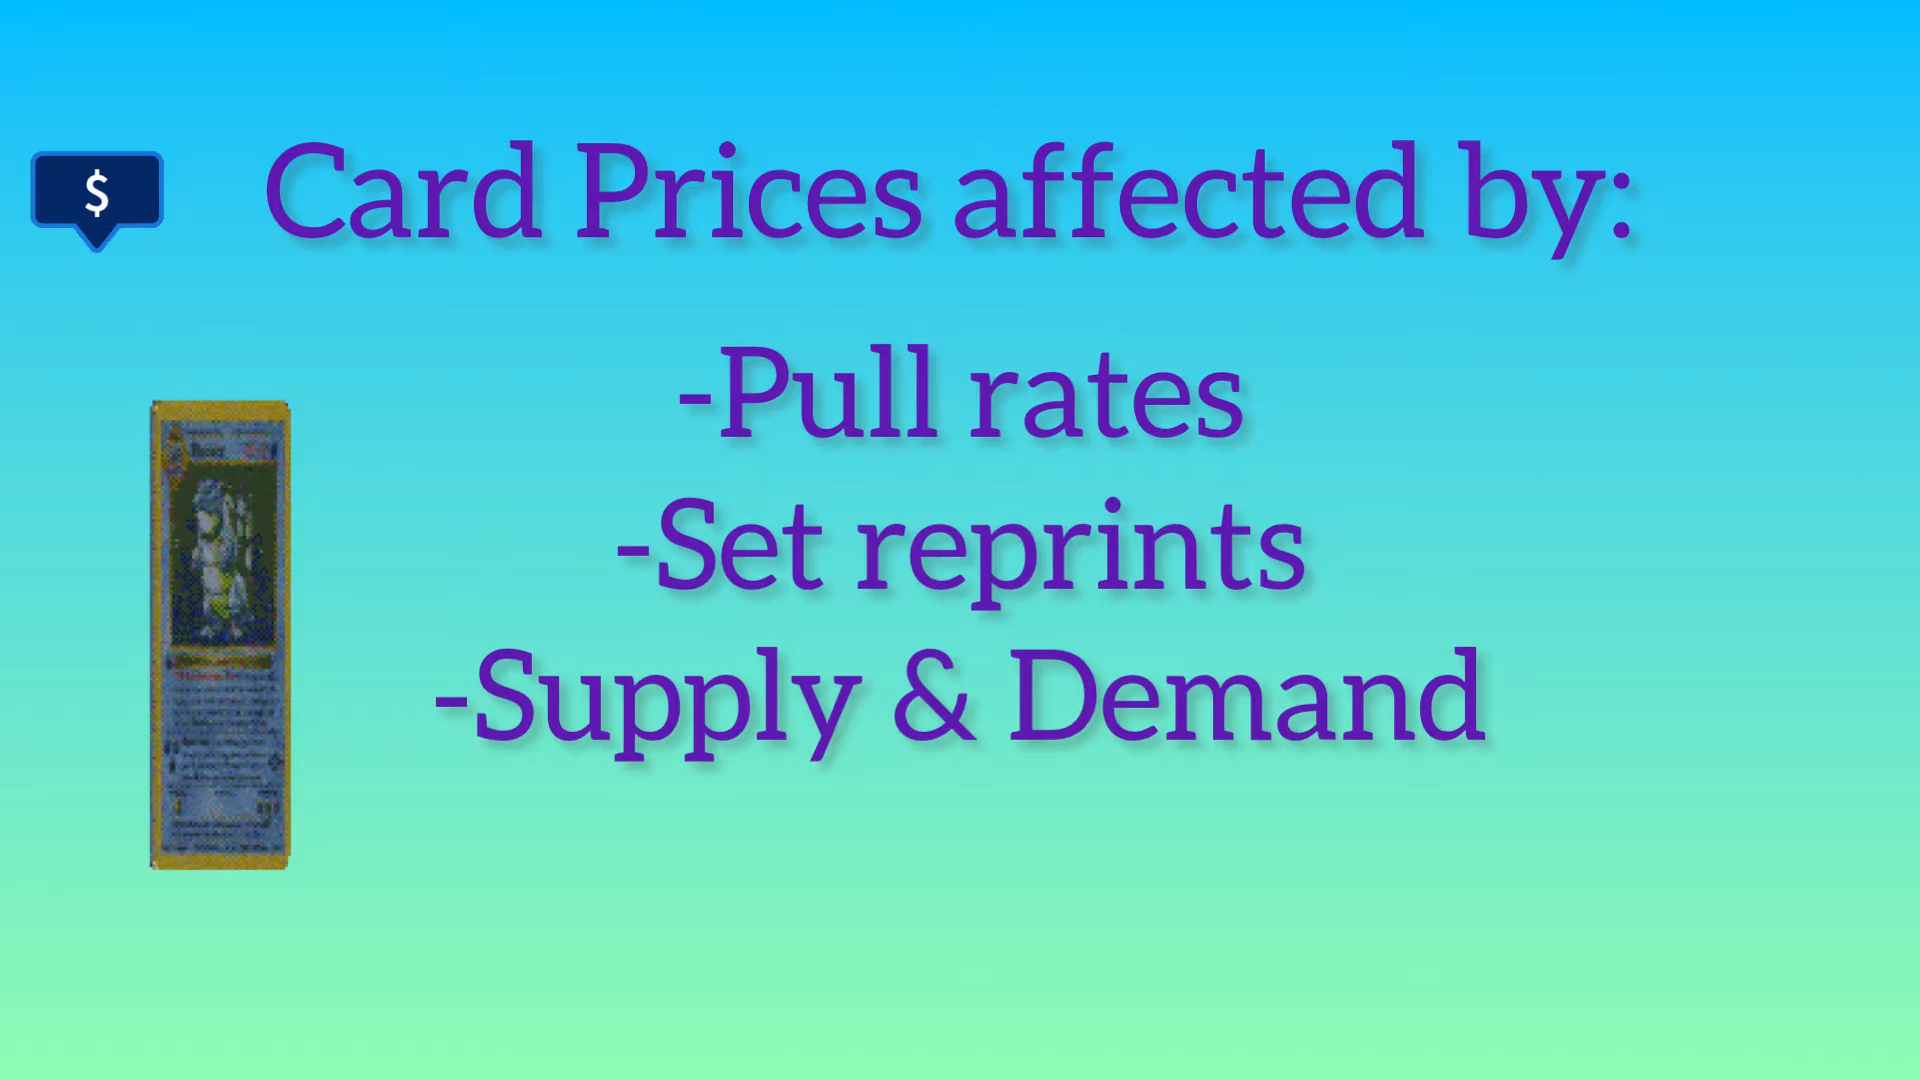 $
Card Prices affected by:
-Pull rates
-Set reprints
-Supply & Demand